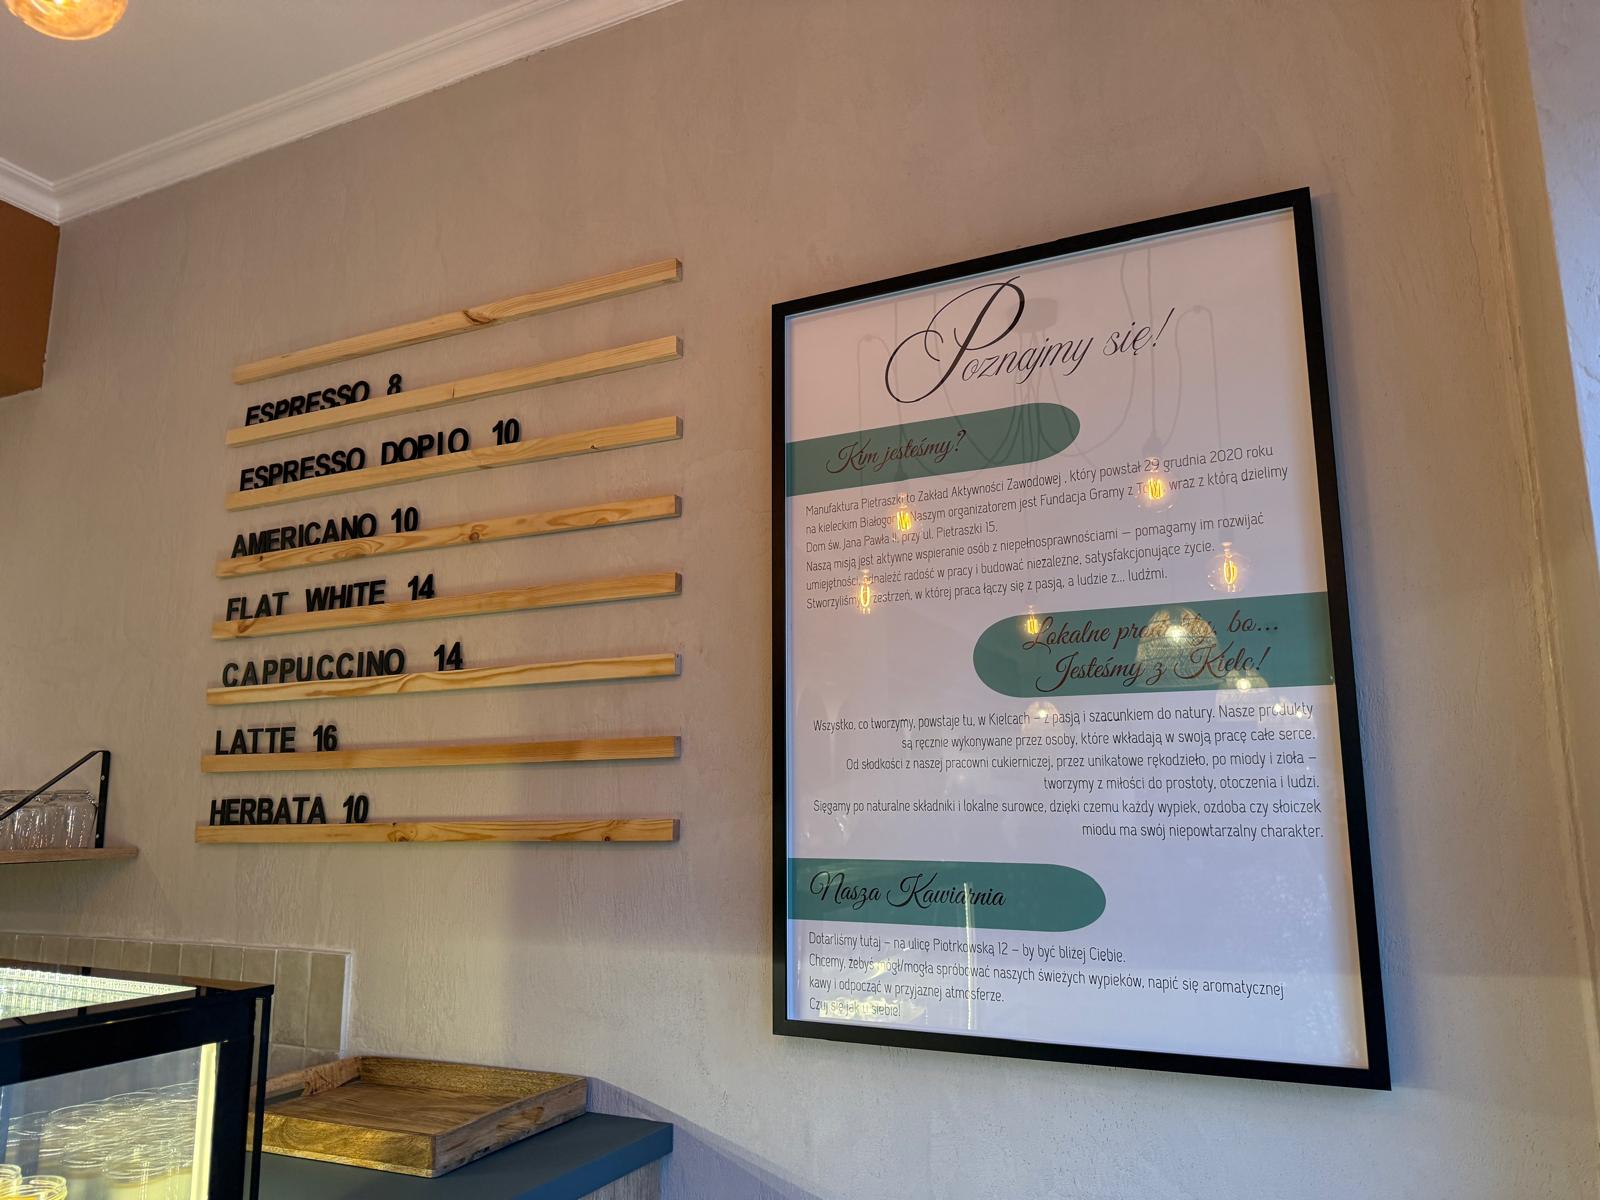 ESPRESSO 8
ESPRESSO DOPIO 10
AMERICANO 10
FLAT WHITE 14
CAPPUCCINO 14
LATTE 16
HERBATA 10
Poznajmy się!
Kim jesteśmy?
Manufaktura Pietraszki to Zakład Aktywności Zawodowej , który powstał 29 grudnia 2020 roku
na kieleckim Naszym organizatorem jest Fundacja Gramy z wraz z którą dzielimy
Dom św. Jana Pawła II, przy ul. Pietraszki 15.
Naszą misją jest aktywne wspieranie osób z niepełnosprawnościami – pomagamy im rozwijać
umiejętności, odnaleźć radość w pracy i budować niezależne, satysfakcjonujące życie.
Stworzyliśmy przestrzeń, w której praca łączy się z pasją, a ludzie z... ludźmi.
Lokalne produkty, bo...
Jesteśmy z Kielc!
Wszystko, co tworzymy, powstaje tu, w Kielcach – z pasją i szacunkiem do natury. Nasze produkty
są ręcznie wykonywane przez osoby, które wkładają w swoją pracę całe serce.
Od słodkości z naszej pracowni cukierniczej, przez unikatowe rękodzieło, po miody i zioła –
tworzymy z miłości do prostoty, otoczenia i ludzi.
Sięgamy po naturalne składniki i lokalne surowce, dzięki czemu każdy wypiek, ozdoba czy słoiczek
miodu ma swój niepowtarzalny charakter.
Nasza Kawiarnia
Dotarliśmy tutaj – na ulicę Piotrkowską 12 – by być bliżej Ciebie.
Chcemy, żebyś mógł/mogła spróbować naszych świeżych wypieków, napić się aromatycznej
kawy i odpocząć w przyjaznej atmosferze.
Czuj się jak u siebie!